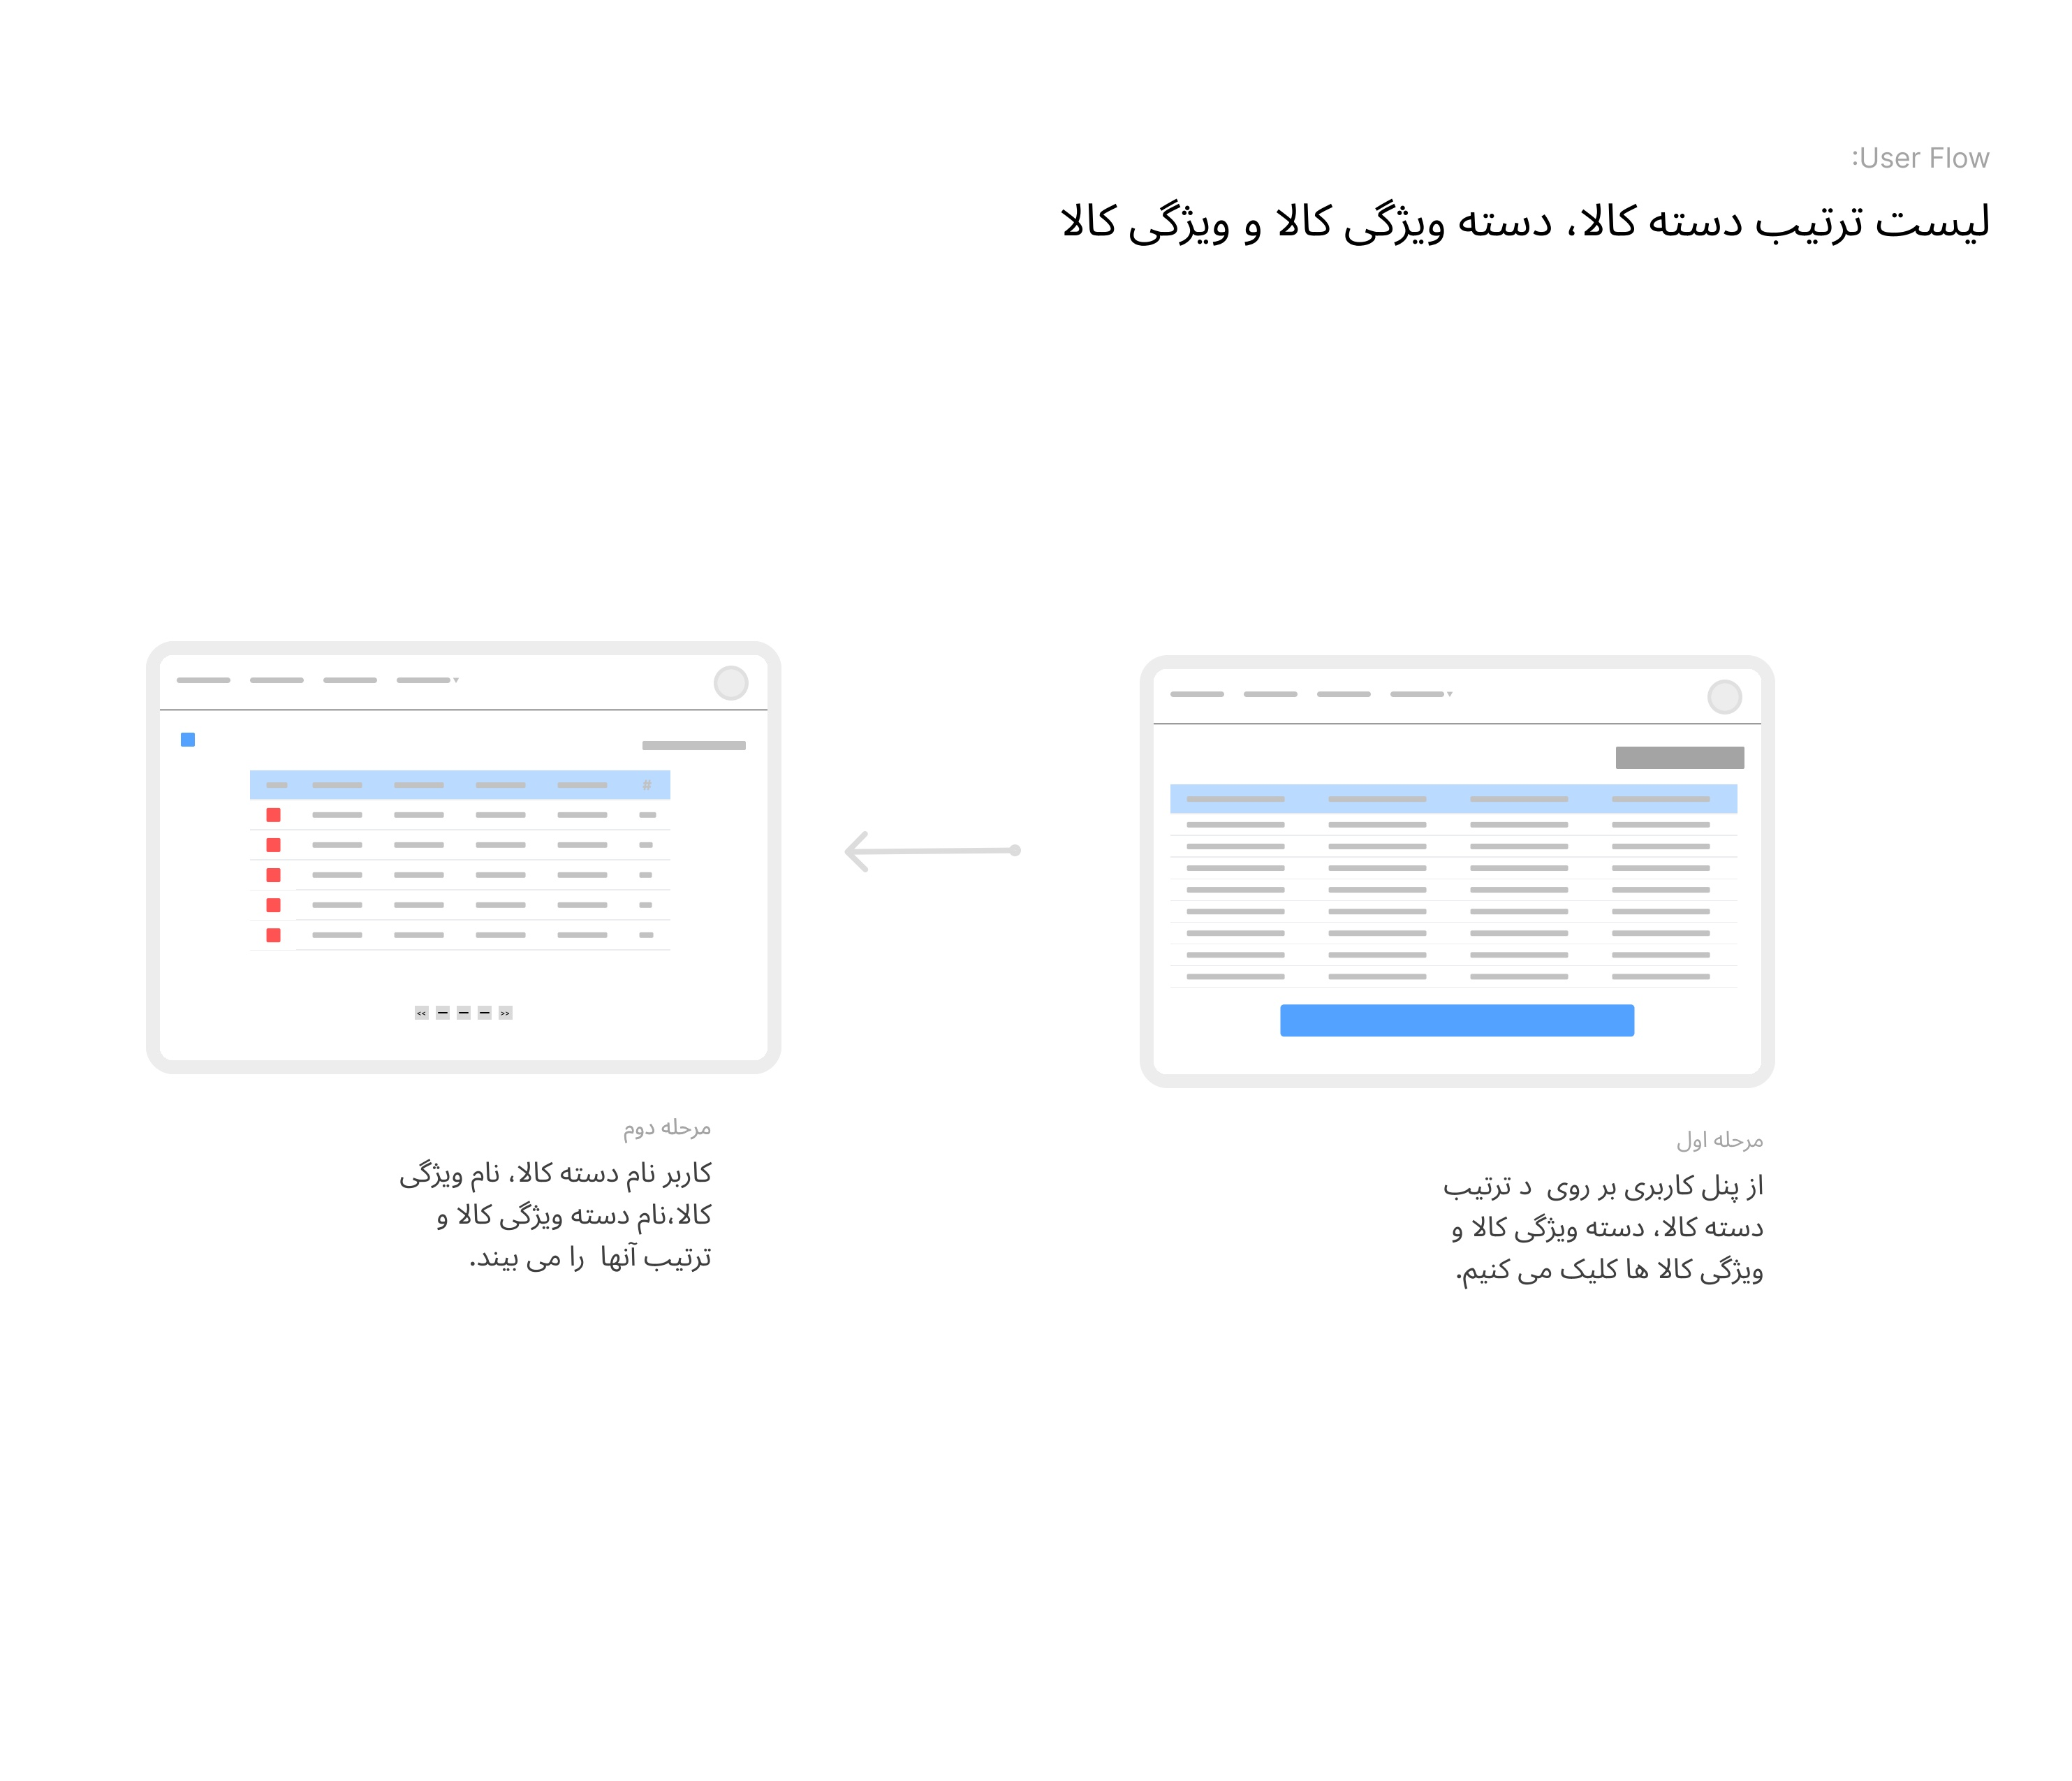 User Flow:
لیست ترتیب دسته کالا، دسته ویژگی کالا و ویژگی کالا
مرحله اول
از پنل کاربری بر روی د ترتیب
دسته کالا، دسته ویژگی کالا و
ویژگی کالا ها کلیک می کنیم.
#
<< >>
مرحله دوم
کاربر نام دسته کالا، نام ویژگی
کالا،نام دسته ویژگی کالا و
ترتیب آنها را می بیند.